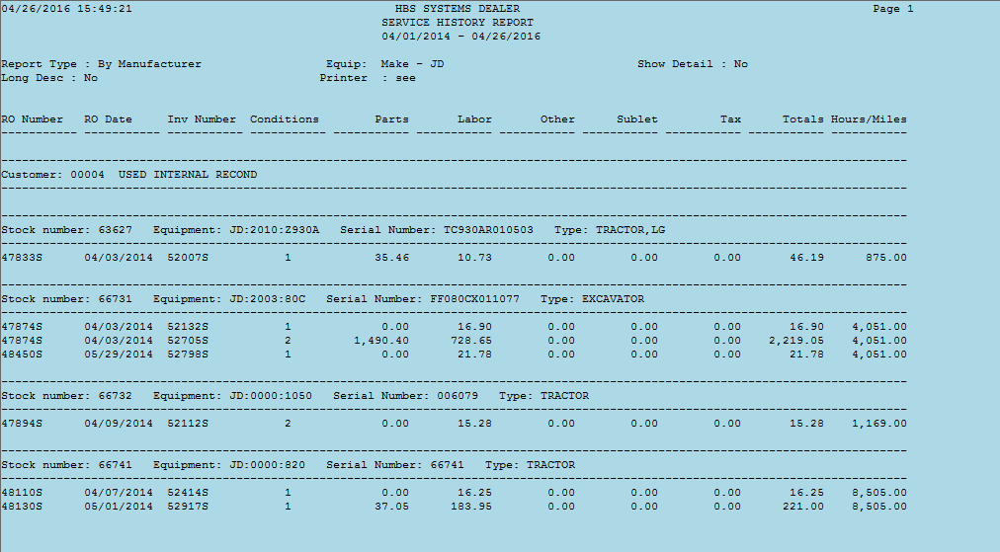 04/26/2016 15:49:21 HBS SYSTEMS DEALER Page 1
SERVICE HISTORY REPORT
04/01/2014 - 04/26/2016
Report Type : By Manufacturer Equip: Make - JD Show Detail : No
Long Desc : No Printer : see
RO Number RO Date Inv Number Conditions Parts Labor Other Sublet Tax Totals Hours/Miles
Customer: 00004 USED INTERNAL RECOND
Stock number: 63627 Equipment: JD:2010:Z930A Serial Number: TC930AR010503 Type: TRACTOR,LG
47833S 04/03/2014 52007S 1 35.46 10.73 0.00 0.00 0.00 46.19 875.00
Stock number: 66731 Equipment: JD:2003:80C Serial Number: FF080CX011077 Type: EXCAVATOR
47874S 04/03/2014 52132S 1 0.00 16.90 0.00 0.00 0.00 16.90 4,051.00
47874S 04/03/2014 52705S 2 1,490.40 728.65 0.00 0.00 0.00 2,219.05 4,051.00
48450S 05/29/2014 52798S 1 0.00 21.78 0.00 0.00 0.00 21.78 4,051.00
Stock number: 66732 Equipment: JD:0000:1050 Serial Number: 006079 Type: TRACTOR
47894S 04/09/2014 52112S 2 0.00 15.28 0.00 0.00 0.00 15.28 1,169.00
Stock number: 66741 Equipment: JD:0000:820 Serial Number: 66741 Type: TRACTOR
48110S 04/07/2014 52414S 1 0.00 16.25 0.00 0.00 0.00 16.25 8,505.00
48130S 05/01/2014 52917S 1 37.05 183.95 0.00 0.00 0.00 221.00 8,505.00